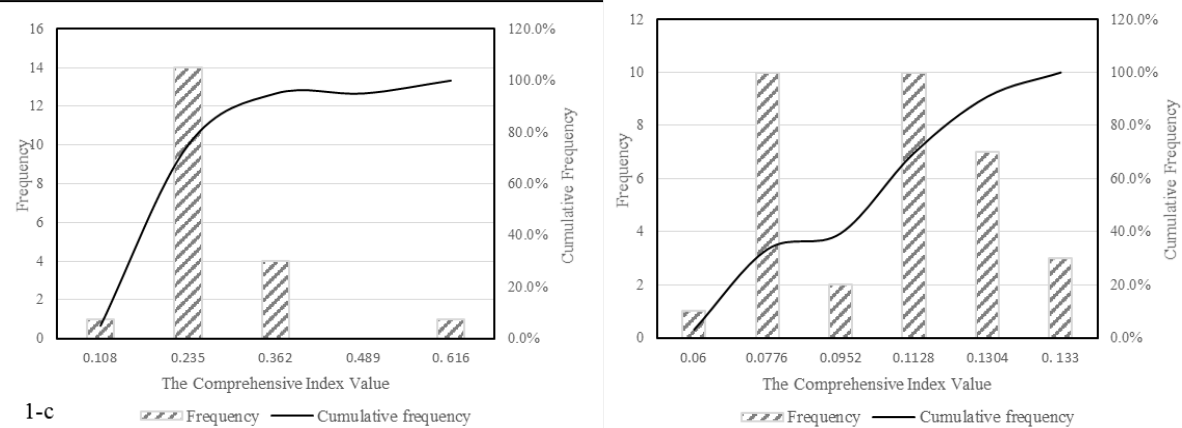 16
14
12
10
8
6
4
2
0
Frequency
120.0%
100.0%
80.0%
60.0%
40.0%
20.0%
0.0%
Cumulative Frequency
0.108 0.235 0.362 0.489 0.616
The Comprehensive Index Value
1-c
Frequency Cumulative frequency
12
10
8
6
4
2
0
Frequency
120.0%
100.0%
80.0%
60.0%
40.0%
20.0%
0.0%
Cumulative Frequency
0.06 0.0776 0.0952 0.1128 0.1304 0.133
The Comprehensive Index Value
Frequency Cumulative frequency